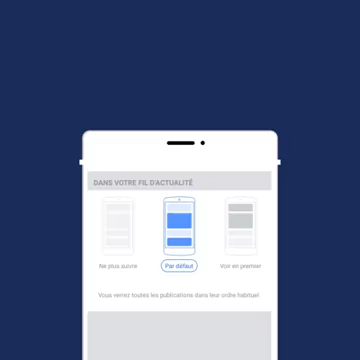 DANS VOTRE FIL D'ACTUALITÉ
Ne plus suivre
Par défaut
Voir en premier
Vous verrez toutes les publications dans leur ordre habituel